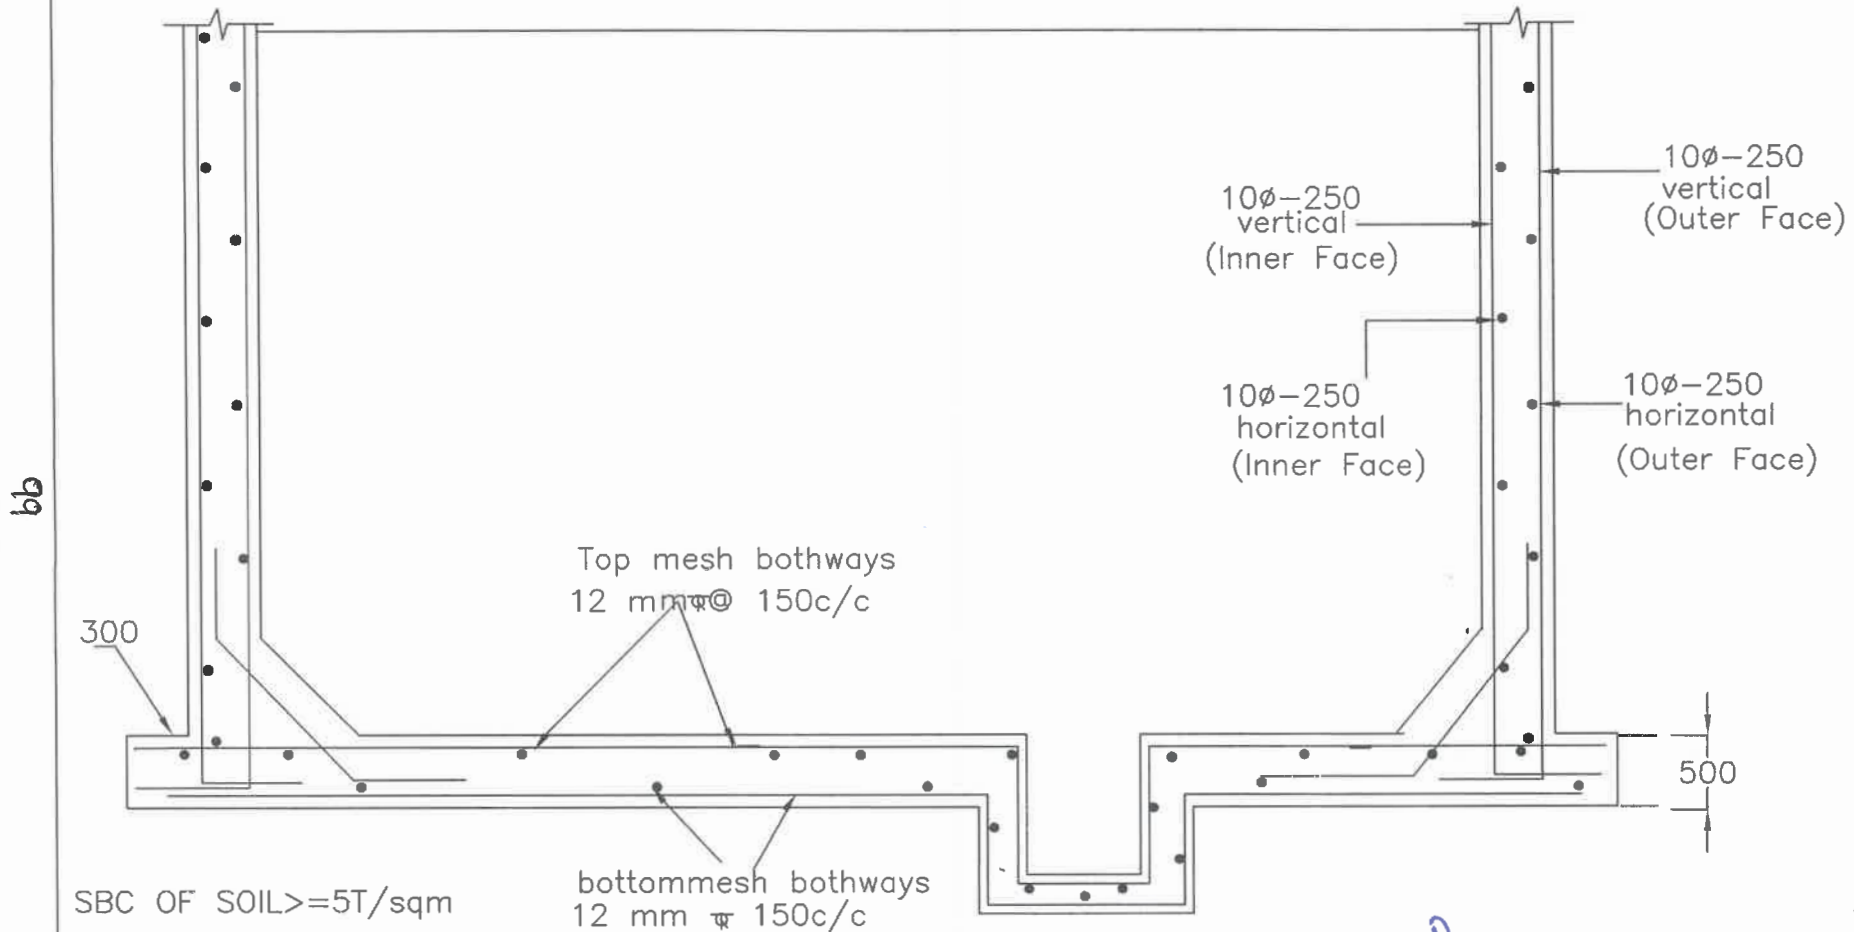 10ø-250
vertical
(Outer Face)
10ø-250
vertical
(Inner Face)
10ø-250
horizontal
(Inner Face)
10ø-250
horizontal
(Outer Face)
Top mesh bothways
12 mm @ 150c/c
300
500
bottommesh bothways
12 mm 150c/c
SBC OF SOIL>=5T/sqm